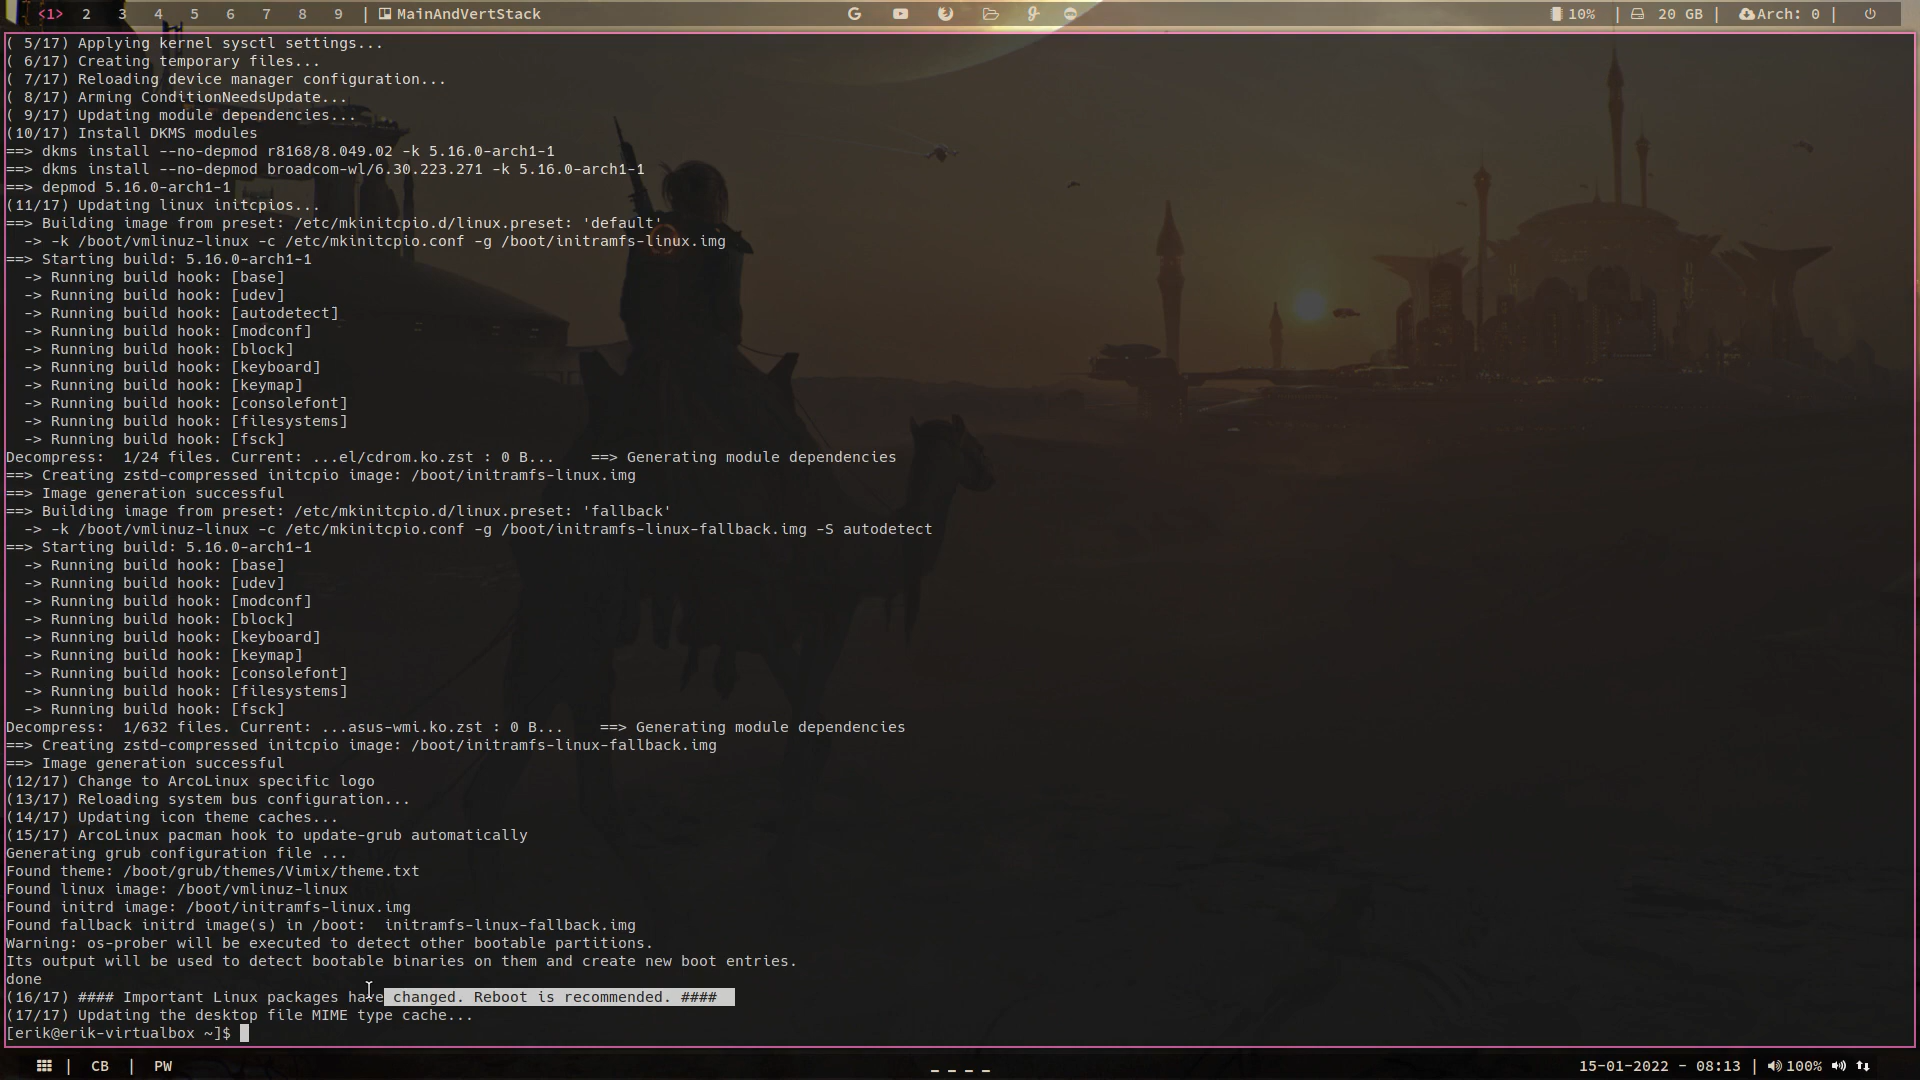 <1> 2 3 4 5 6 7 8 9 | MainAndVertStack 10% | 20 GB | Arch: 0 |
( 5/17) Applying kernel sysctl settings...
( 6/17) Creating temporary files...
( 7/17) Reloading device manager configuration...
( 8/17) Arming ConditionNeedsUpdate...
( 9/17) Updating module dependencies...
(10/17) Install DKMS modules
==> dkms install --no-depmod r8168/8.049.02 -k 5.16.0-arch1-1
==> dkms install --no-depmod broadcom-wl/6.30.223.271 -k 5.16.0-arch1-1
==> depmod 5.16.0-arch1-1
(11/17) Updating linux initcpios...
==> Building image from preset: /etc/mkinitcpio.d/linux.preset: 'default'
  -> -k /boot/vmlinuz-linux -c /etc/mkinitcpio.conf -g /boot/initramfs-linux.img
==> Starting build: 5.16.0-arch1-1
  -> Running build hook: [base]
  -> Running build hook: [udev]
  -> Running build hook: [autodetect]
  -> Running build hook: [modconf]
  -> Running build hook: [block]
  -> Running build hook: [keyboard]
  -> Running build hook: [keymap]
  -> Running build hook: [consolefont]
  -> Running build hook: [filesystems]
  -> Running build hook: [fsck]
Decompress:  1/24 files. Current: ...el/cdrom.ko.zst : 0 B...    ==> Generating module dependencies
==> Creating zstd-compressed initcpio image: /boot/initramfs-linux.img
==> Image generation successful
==> Building image from preset: /etc/mkinitcpio.d/linux.preset: 'fallback'
  -> -k /boot/vmlinuz-linux -c /etc/mkinitcpio.conf -g /boot/initramfs-linux-fallback.img -S autodetect
==> Starting build: 5.16.0-arch1-1
  -> Running build hook: [base]
  -> Running build hook: [udev]
  -> Running build hook: [modconf]
  -> Running build hook: [block]
  -> Running build hook: [keyboard]
  -> Running build hook: [keymap]
  -> Running build hook: [consolefont]
  -> Running build hook: [filesystems]
  -> Running build hook: [fsck]
Decompress:  1/632 files. Current: ...asus-wmi.ko.zst : 0 B...    ==> Generating module dependencies
==> Creating zstd-compressed initcpio image: /boot/initramfs-linux-fallback.img
==> Image generation successful
(12/17) Change to ArcoLinux specific logo
(13/17) Reloading system bus configuration...
(14/17) Updating icon theme caches...
(15/17) ArcoLinux pacman hook to update-grub automatically
Generating grub configuration file ...
Found theme: /boot/grub/themes/Vimix/theme.txt
Found linux image: /boot/vmlinuz-linux
Found initrd image: /boot/initramfs-linux.img
Found fallback initrd image(s) in /boot:  initramfs-linux-fallback.img
Warning: os-prober will be executed to detect other bootable partitions.
Its output will be used to detect bootable binaries on them and create new boot entries.
done
(16/17) #### Important Linux packages have changed. Reboot is recommended. ####
(17/17) Updating the desktop file MIME type cache...
[erik@erik-virtualbox ~]$
| CB | PW _ _ _ _ 15-01-2022 - 08:13 | 100%